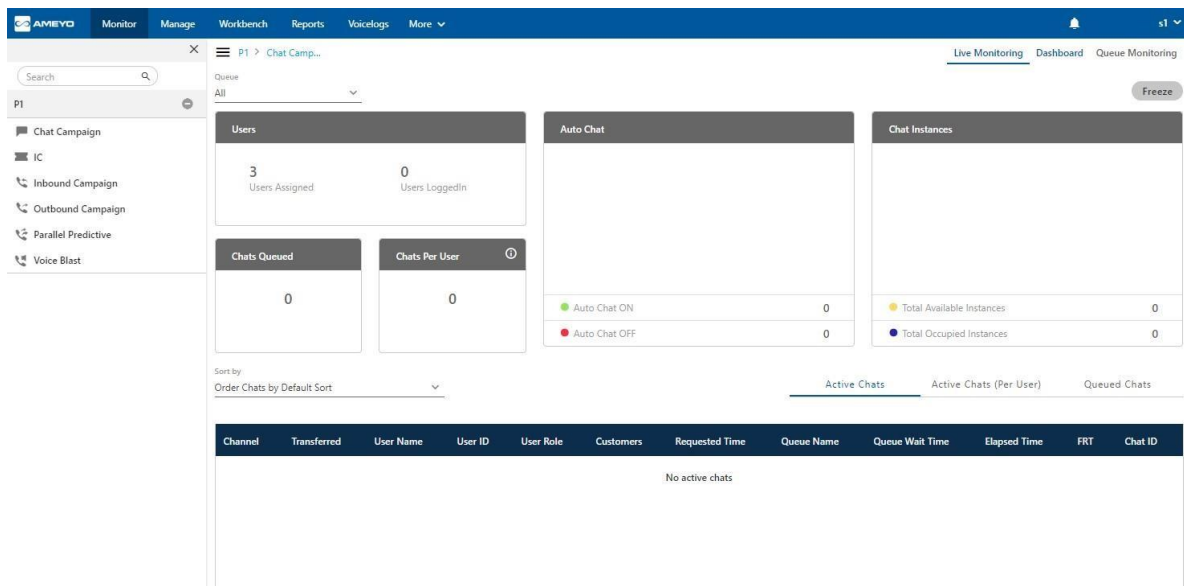 AMEYO Monitor Manage Workbench Reports Voicelogs More s1
P1 > Chat Camp... Live Monitoring Dashboard Queue Monitoring
Search
P1
Chat Campaign
IC
Inbound Campaign
Outbound Campaign
Parallel Predictive
Voice Blast
Queue
All
Freeze
Users
3
Users Assigned
0
Users LoggedIn
Chats Queued
0
Chats Per User
0
Auto Chat
Auto Chat ON 0
Auto Chat OFF 0
Chat Instances
Total Available Instances 0
Total Occupied Instances 0
Sort by
Order Chats by Default Sort
Active Chats Active Chats (Per User) Queued Chats
Channel Transferred User Name User ID User Role Customers Requested Time Queue Name Queue Wait Time Elapsed Time FRT Chat ID
No active chats